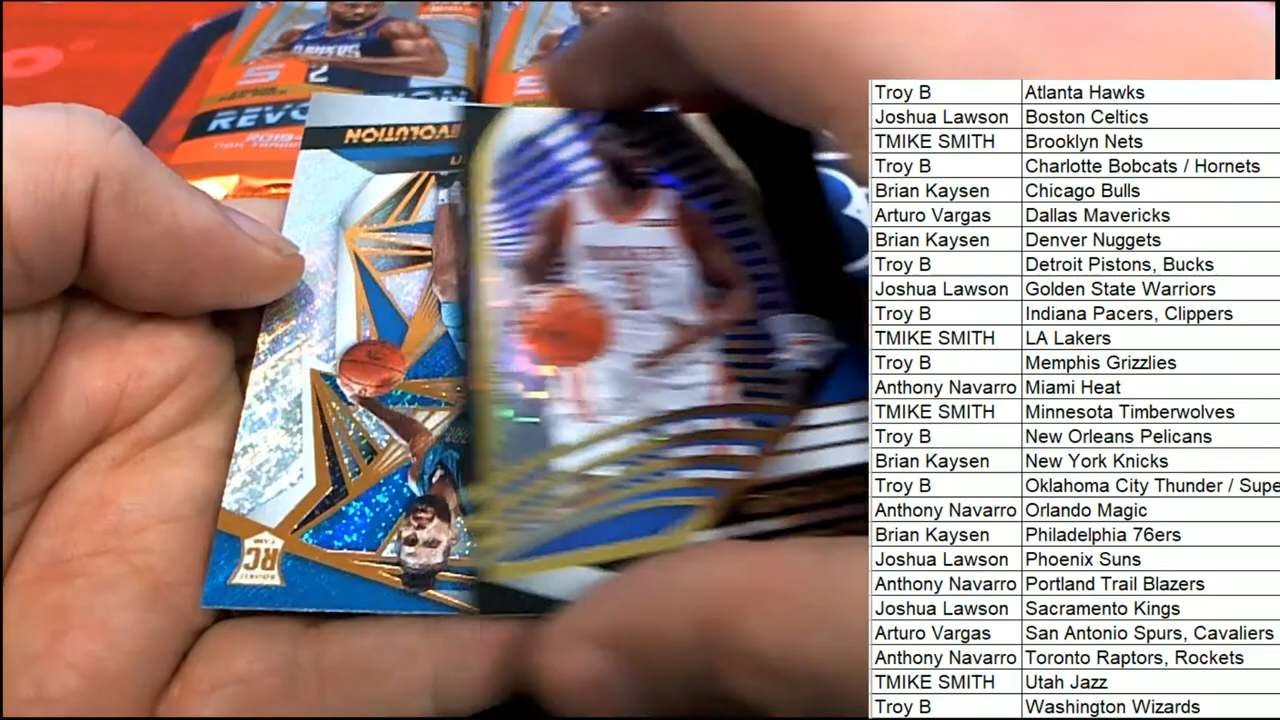 CLIPPERS
2
REVO
2019-
REVOLUTION
RC
Troy B Atlanta Hawks
Joshua Lawson Boston Celtics
TMIKE SMITH Brooklyn Nets
Troy B Charlotte Bobcats / Hornets
Brian Kaysen Chicago Bulls
Arturo Vargas Dallas Mavericks
Brian Kaysen Denver Nuggets
Troy B Detroit Pistons, Bucks
Joshua Lawson Golden State Warriors
Troy B Indiana Pacers, Clippers
TMIKE SMITH LA Lakers
Troy B Memphis Grizzlies
Anthony Navarro Miami Heat
TMIKE SMITH Minnesota Timberwolves
Troy B New Orleans Pelicans
Brian Kaysen New York Knicks
Troy B Oklahoma City Thunder / Supe
Anthony Navarro Orlando Magic
Brian Kaysen Philadelphia 76ers
Joshua Lawson Phoenix Suns
Anthony Navarro Portland Trail Blazers
Joshua Lawson Sacramento Kings
Arturo Vargas San Antonio Spurs, Cavaliers
Anthony Navarro Toronto Raptors, Rockets
TMIKE SMITH Utah Jazz
Troy B Washington Wizards